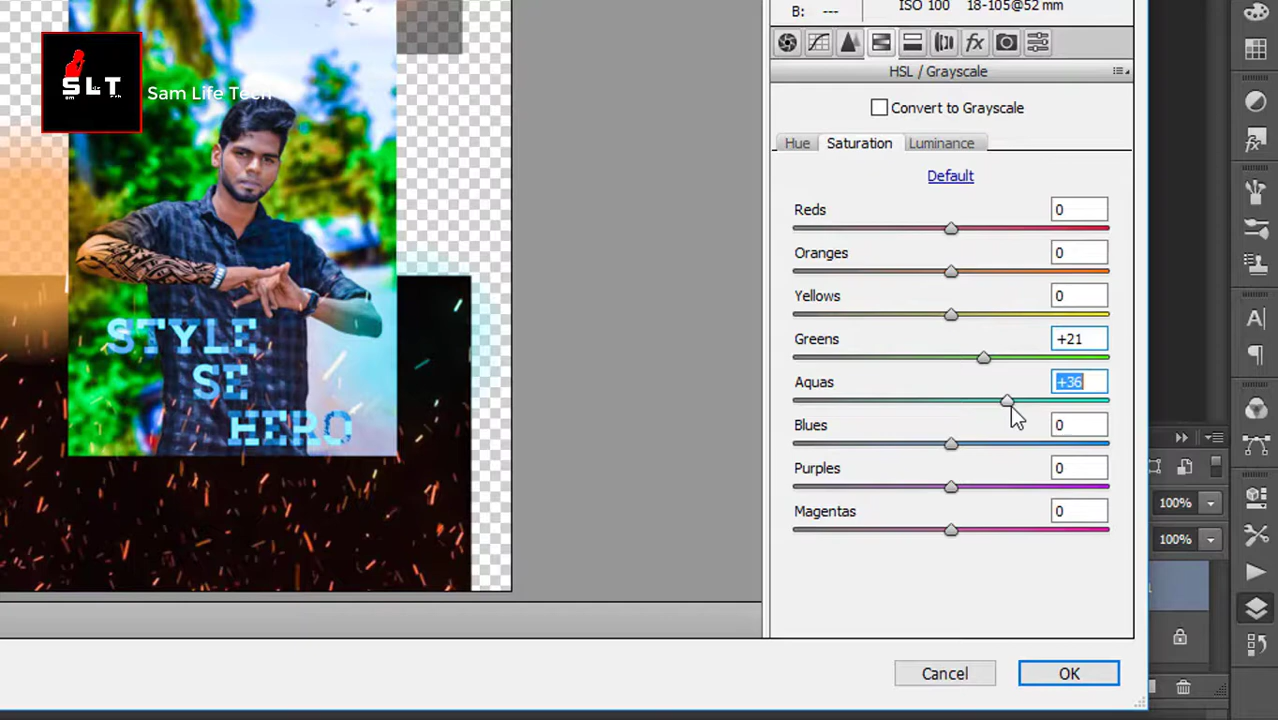 B: ---
ISO 100 18-105@52 mm
SLT
Sam Life Tech
fx
HSL / Grayscale
Convert to Grayscale
Hue Saturation Luminance
Default
Reds 0
Oranges 0
Yellows 0
Greens +21
Aquas +36
Blues 0
Purples 0
Magentas 0
STYLE
SE
HERO
100%
100%
Cancel OK